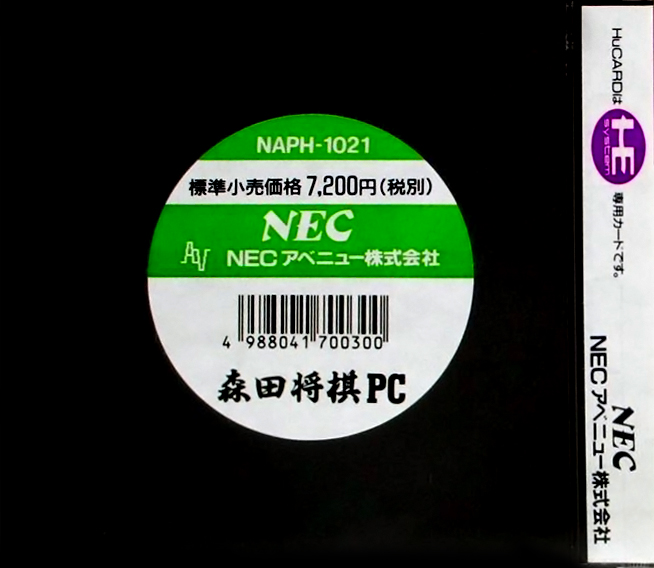 NAPH-1021
標準小売価格7,200円(税別)
NEC
NECアベニュー株式会社
4 988041 700300
森田将棋PC
HuCARDは
HE
system
専用カードです。
NEC
NECアベニュー株式会社